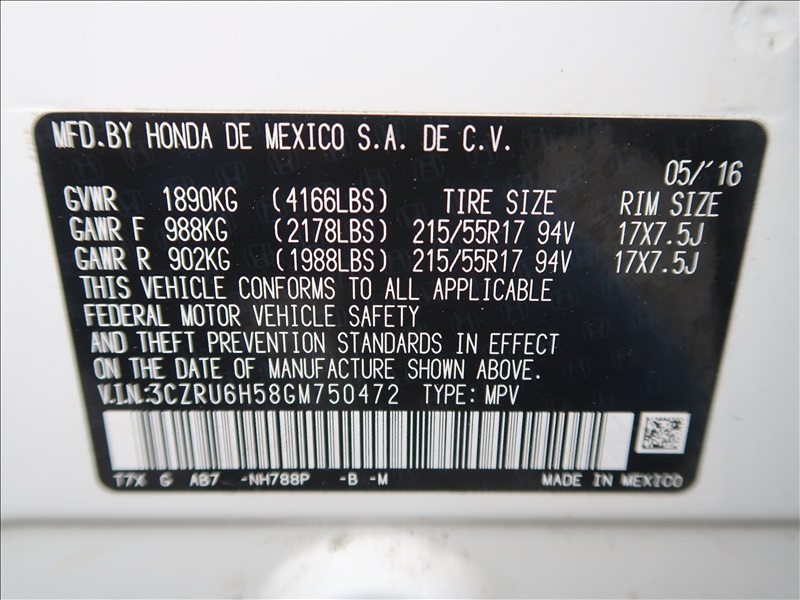 MFD.BY HONDA DE MEXICO S.A. DE C.V.
05/'16
GVWR 1890KG (4166LBS) TIRE SIZE RIM SIZE
GAWR F 988KG (2178LBS) 215/55R17 94V 17X7.5J
GAWR R 902KG (1988LBS) 215/55R17 94V 17X7.5J
THIS VEHICLE CONFORMS TO ALL APPLICABLE
FEDERAL MOTOR VEHICLE SAFETY
AND THEFT PREVENTION STANDARDS IN EFFECT
ON THE DATE OF MANUFACTURE SHOWN ABOVE.
V.I.N:3CZRU6H58GM750472 TYPE: MPV
T7X G AB7 -NH788P -B -M MADE IN MEXICO